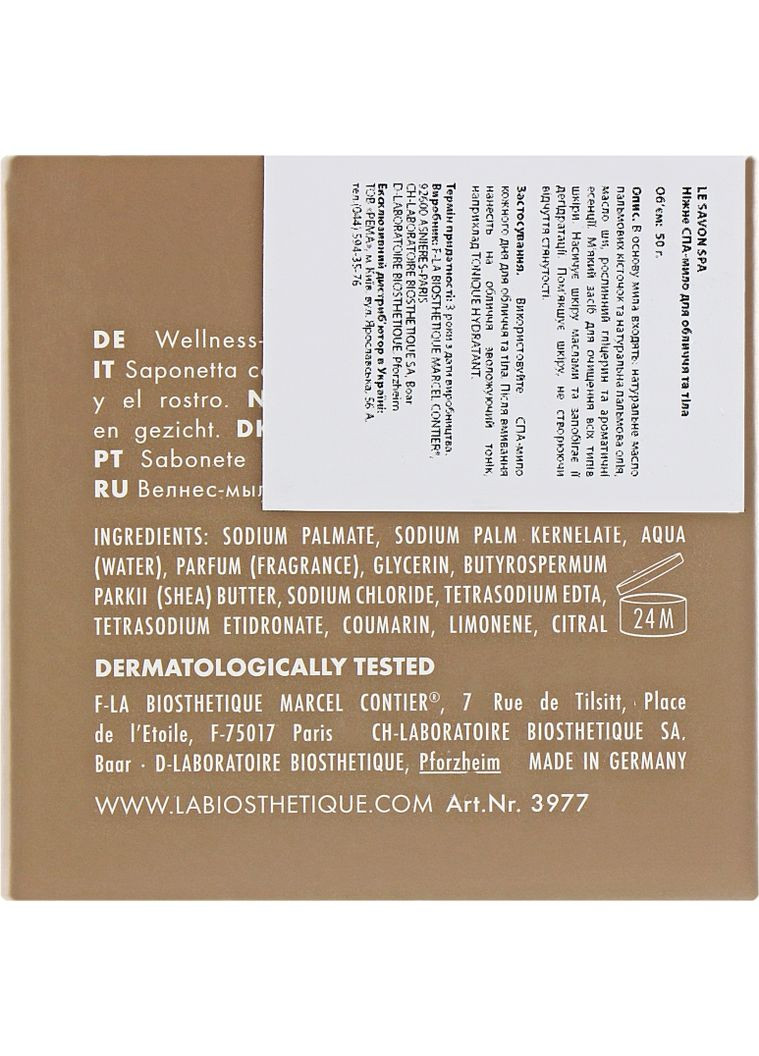 LE SAVON SPA
Ніжне СПА-мило для обличчя та тіла
Об'єм: 50 г.
Опис. В основу мила входять: натуральне масло
пальмових кісточок та натуральна пальмова олія,
масло ши, рослинний гліцерин та ароматичні
есенції. М'який засіб для очищення всіх типів
шкіри. Насичує шкіру маслами та запобігає її
дегідратації. Пом'якшує шкіру, не створюючи
відчуття стянутості.
Застосування. Використовуйте СПА-мило
кожного дня для обличчя та тіла. Після вмивання
нанесіть на обличчя зволожуючий тонік,
наприклад TONIQUE HYDRATANT.
Термін придатності: 3 роки з дати виробництва.
Виробник: F-LA BIOSTHETIQUE MARCEL CONTIER®,
92600 ASNIERES-PARIS
CH-LABORATOIRE BIOSTHETIQUE SA, Baar
D-LABORATOIRE BIOSTHETIQUE, Pforzheim
Ексклюзивний дистриб'ютор в Україні:
ТОВ «РЕМА», м. Київ, вул. Ярославська, 56 А,
тел.(044) 594-35-76
DE Wellness-
IT Saponetta
y el rostro. N
en gezicht. DK
PT Sabonete
RU Велнес-мы
INGREDIENTS: SODIUM PALMATE, SODIUM PALM KERNELATE, AQUA
(WATER), PARFUM (FRAGRANCE), GLYCERIN, BUTYROSPERMUM
PARKII (SHEA) BUTTER, SODIUM CHLORIDE, TETRASODIUM EDTA,
TETRASODIUM ETIDRONATE, COUMARIN, LIMONENE, CITRAL
24 M
DERMATOLOGICALLY TESTED
F-LA BIOSTHETIQUE MARCEL CONTIER®, 7 Rue de Tilsitt, Place
de l'Etoile, F-75017 Paris CH-LABORATOIRE BIOSTHETIQUE SA,
Baar · D-LABORATOIRE BIOSTHETIQUE, Pforzheim MADE IN GERMANY
WWW.LABIOSTHETIQUE.COM Art.Nr. 3977